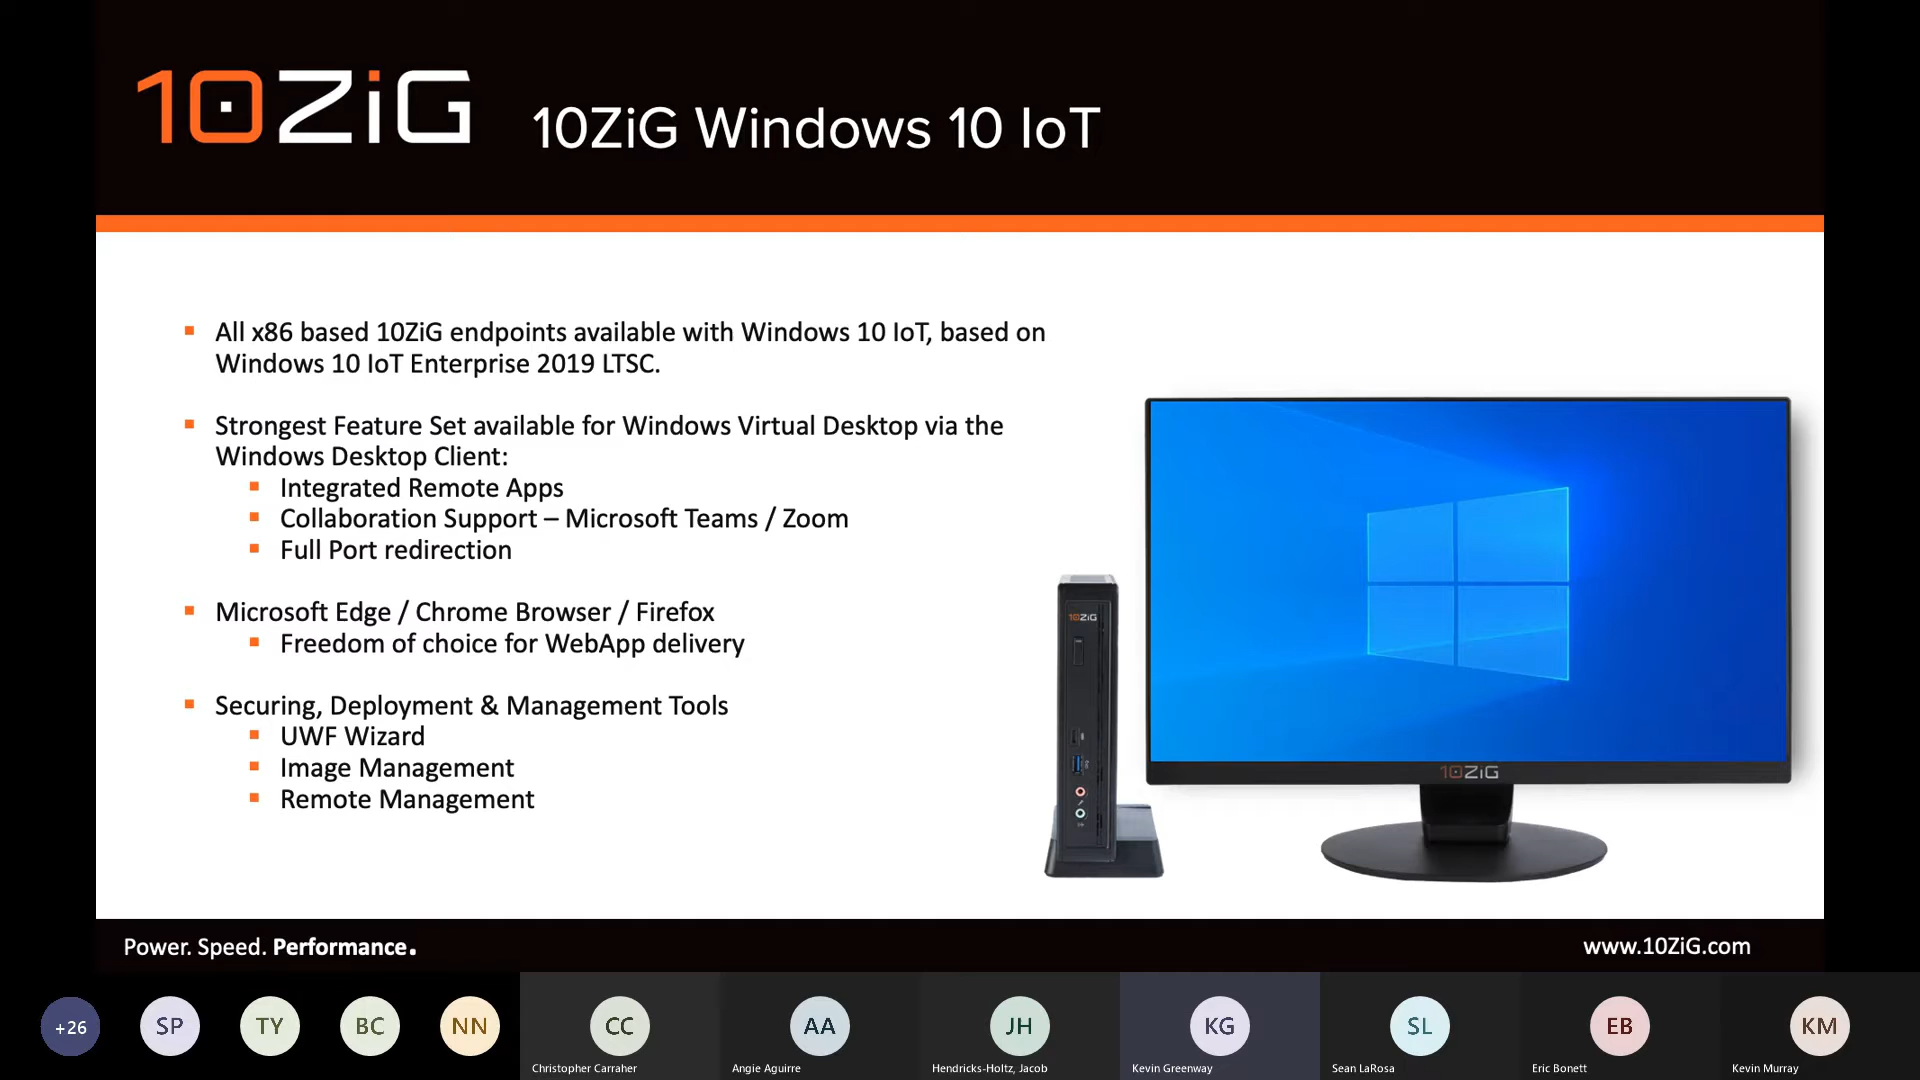 10ZiG
10ZiG Windows 10 IoT
All x86 based 10ZiG endpoints available with Windows 10 IoT, based on
Windows 10 IoT Enterprise 2019 LTSC.
Strongest Feature Set available for Windows Virtual Desktop via the
Windows Desktop Client:
Integrated Remote Apps
Collaboration Support – Microsoft Teams / Zoom
Full Port redirection
Microsoft Edge / Chrome Browser / Firefox
Freedom of choice for WebApp delivery
Securing, Deployment & Management Tools
UWF Wizard
Image Management
Remote Management
10ZiG
10ZiG
Power. Speed. Performance.
www.10ZiG.com
+26
SP
TY
BC
NN
CC
AA
JH
KG
SL
EB
KM
Christopher Carraher
Angie Aguirre
Hendricks-Holtz, Jacob
Kevin Greenway
Sean LaRosa
Eric Bonett
Kevin Murray